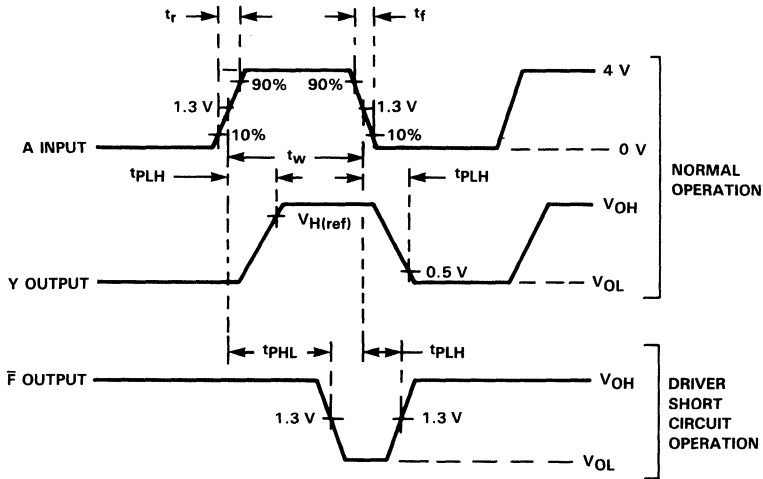 tr
tf
90%
90%
4 V
1.3 V
1.3 V
10%
10%
A INPUT
0 V
tw
tPLH
tPLH
NORMAL
OPERATION
VH(ref)
VOH
0.5 V
Y OUTPUT
VOL
tPHL
tPLH
F̅ OUTPUT
VOH
1.3 V
1.3 V
DRIVER
SHORT
CIRCUIT
OPERATION
VOL